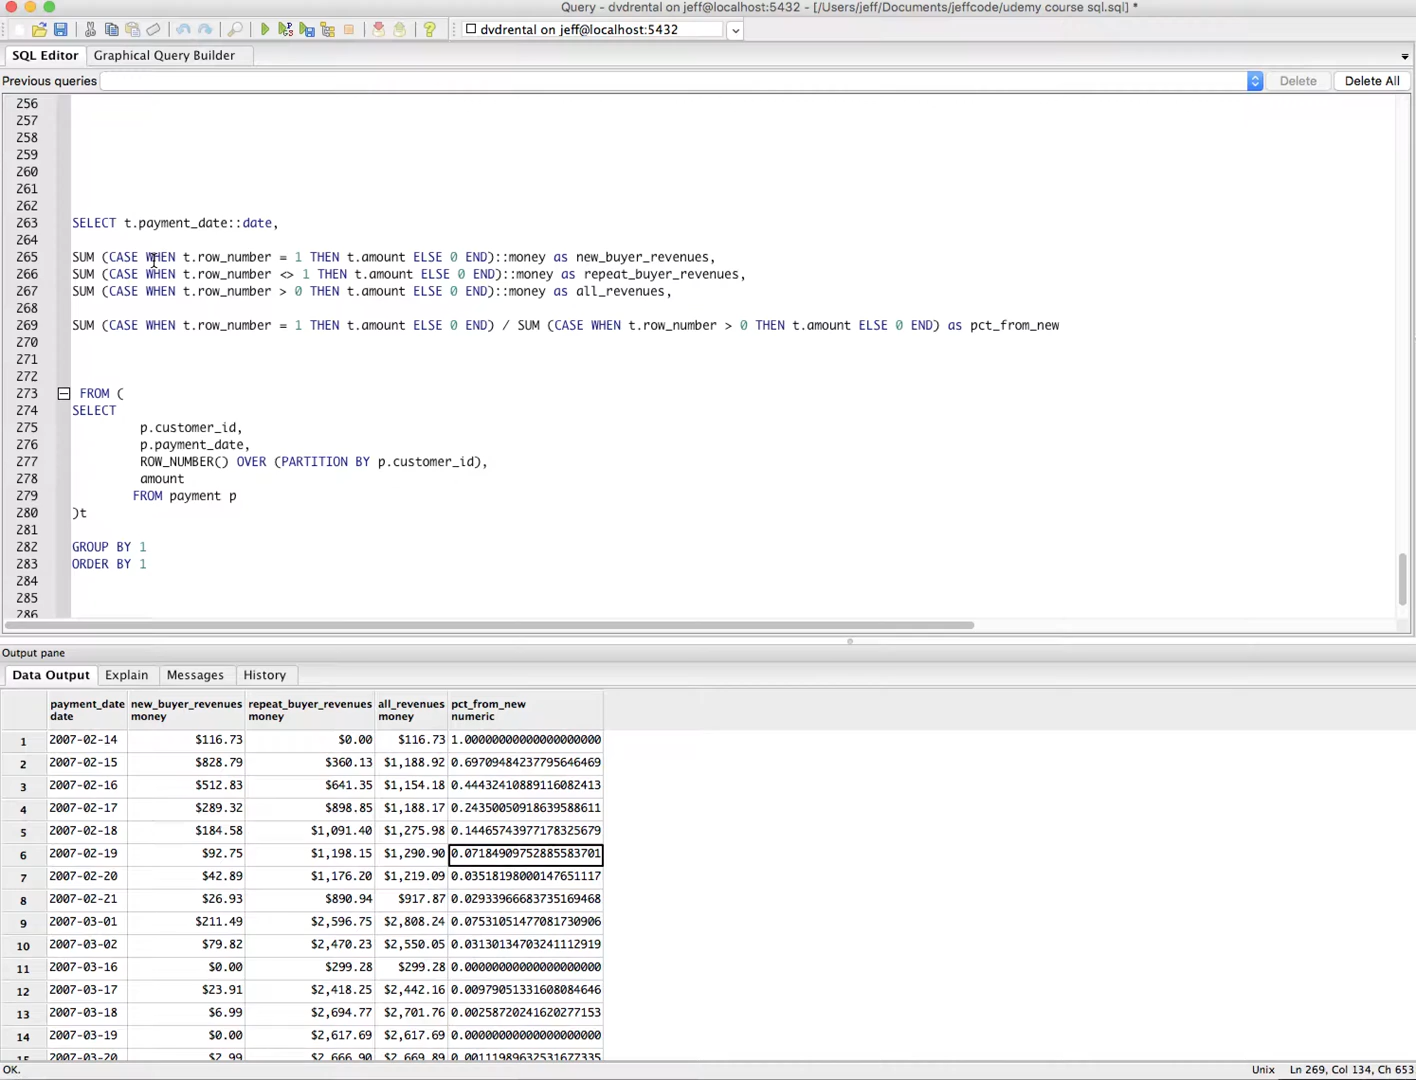 Query - dvdrental on jeff@localhost:5432 - [/Users/jeff/Documents/jeffcode/udemy course sql.sql] *
dvdrental on jeff@localhost:5432
SQL Editor Graphical Query Builder
Previous queries Delete Delete All
256
257
258
259
260
261
262
263 SELECT t.payment_date::date,
264
265 SUM (CASE WHEN t.row_number = 1 THEN t.amount ELSE 0 END)::money as new_buyer_revenues,
266 SUM (CASE WHEN t.row_number <> 1 THEN t.amount ELSE 0 END)::money as repeat_buyer_revenues,
267 SUM (CASE WHEN t.row_number > 0 THEN t.amount ELSE 0 END)::money as all_revenues,
268
269 SUM (CASE WHEN t.row_number = 1 THEN t.amount ELSE 0 END) / SUM (CASE WHEN t.row_number > 0 THEN t.amount ELSE 0 END) as pct_from_new
270
271
272
273 FROM (
274 SELECT
275 p.customer_id,
276 p.payment_date,
277 ROW_NUMBER() OVER (PARTITION BY p.customer_id),
278 amount
279 FROM payment p
280 )t
281
282 GROUP BY 1
283 ORDER BY 1
284
285
286
Output pane
Data Output Explain Messages History
payment_date new_buyer_revenues repeat_buyer_revenues all_revenues pct_from_new
date money money money numeric
1 2007-02-14 $116.73 $0.00 $116.73 1.00000000000000000000
2 2007-02-15 $828.79 $360.13 $1,188.92 0.69709484237795646469
3 2007-02-16 $512.83 $641.35 $1,154.18 0.44432410889116082413
4 2007-02-17 $289.32 $898.85 $1,188.17 0.24350050918639588611
5 2007-02-18 $184.58 $1,091.40 $1,275.98 0.14465743977178325679
6 2007-02-19 $92.75 $1,198.15 $1,290.90 0.07184909752885583701
7 2007-02-20 $42.89 $1,176.20 $1,219.09 0.03518198000147651117
8 2007-02-21 $26.93 $890.94 $917.87 0.02933966683735169468
9 2007-03-01 $211.49 $2,596.75 $2,808.24 0.07531051477081730906
10 2007-03-02 $79.82 $2,470.23 $2,550.05 0.03130134703241112919
11 2007-03-16 $0.00 $299.28 $299.28 0.00000000000000000000
12 2007-03-17 $23.91 $2,418.25 $2,442.16 0.00979051331608084646
13 2007-03-18 $6.99 $2,694.77 $2,701.76 0.00258720241620277153
14 2007-03-19 $0.00 $2,617.69 $2,617.69 0.00000000000000000000
15 2007-03-20 $2.99 $2,666.90 $2,669.89 0.00111989632531677335
OK. Unix Ln 269, Col 134, Ch 653